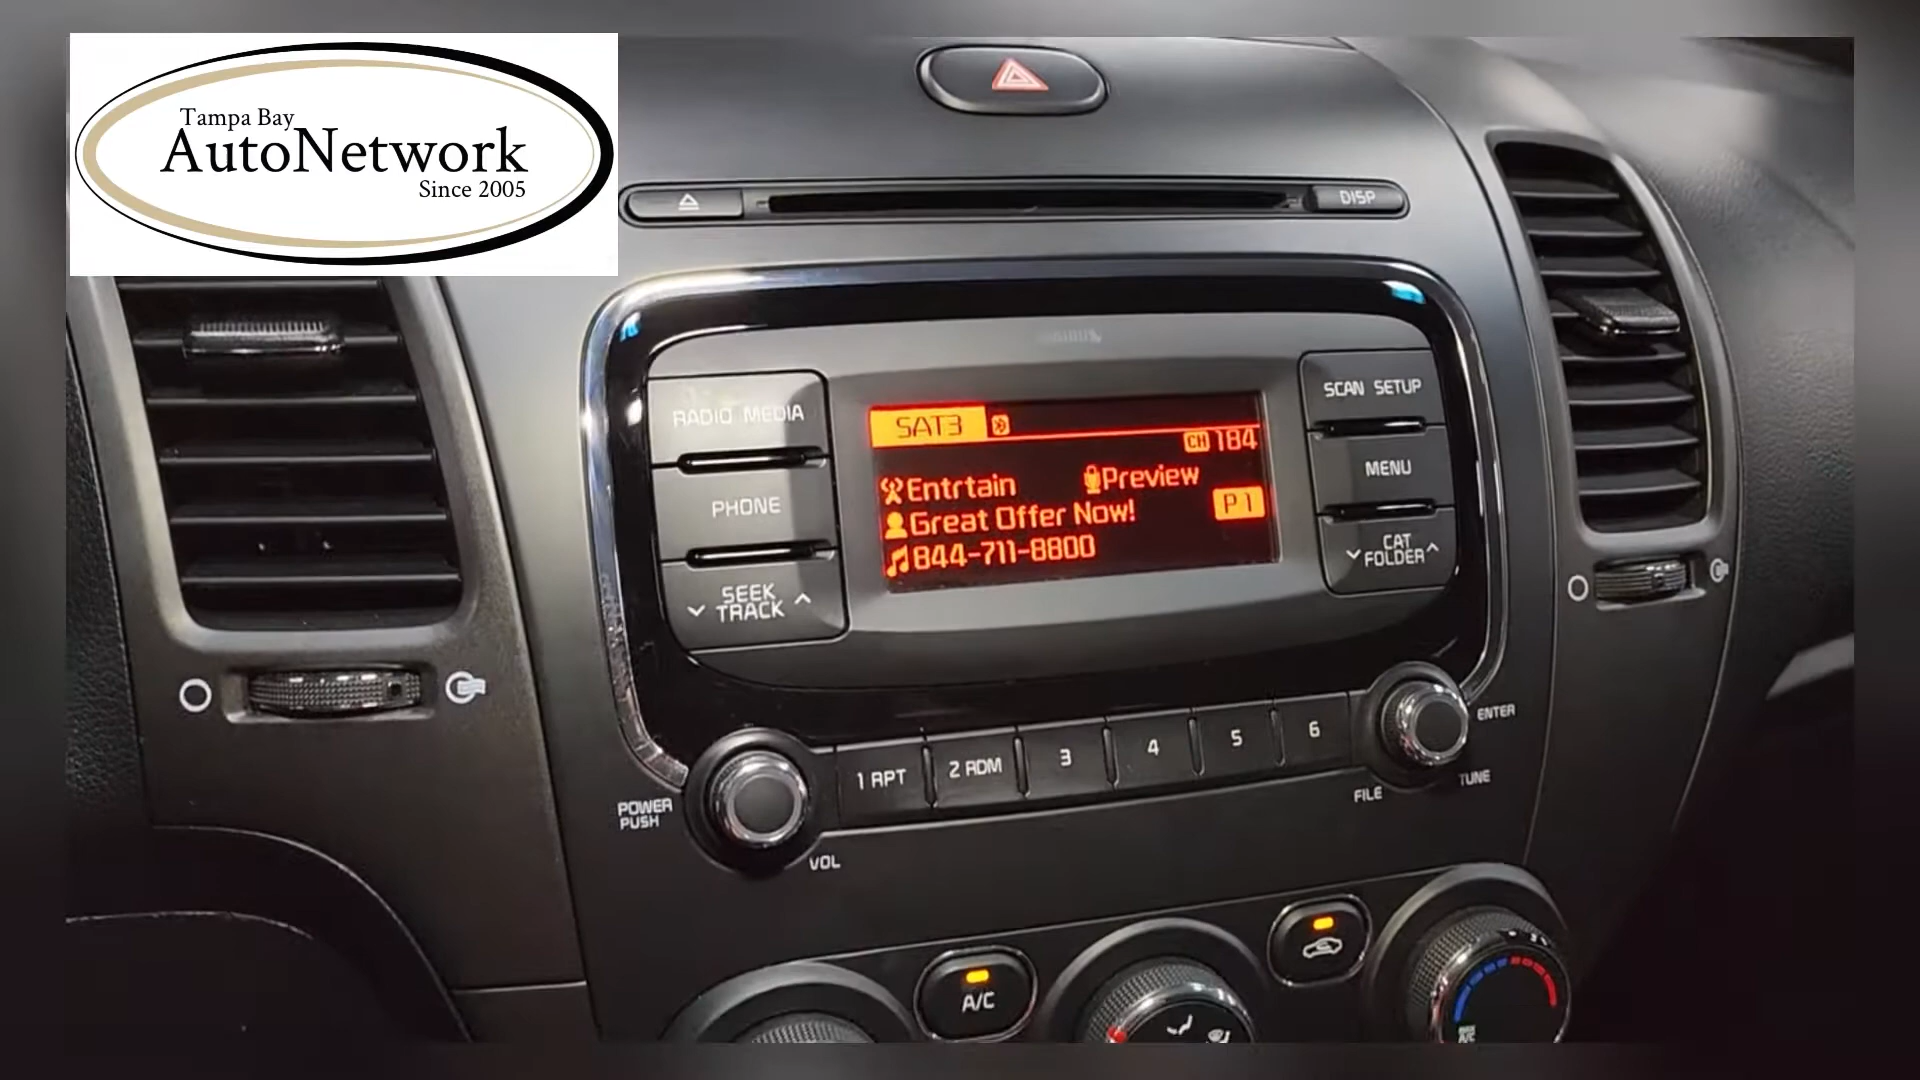 Tampa Bay
AutoNetwork
Since 2005
DISP
RADIO MEDIA
PHONE
SEEK
TRACK
SAT3
CH 184
Entrtain Preview
Great Offer Now!
P1
844-711-8800
SCAN SETUP
MENU
CAT
FOLDER
POWER
PUSH
VOL
1 RPT
2 RDM
3
4
5
6
ENTER
TUNE
FILE
A/C
MAX
A/C